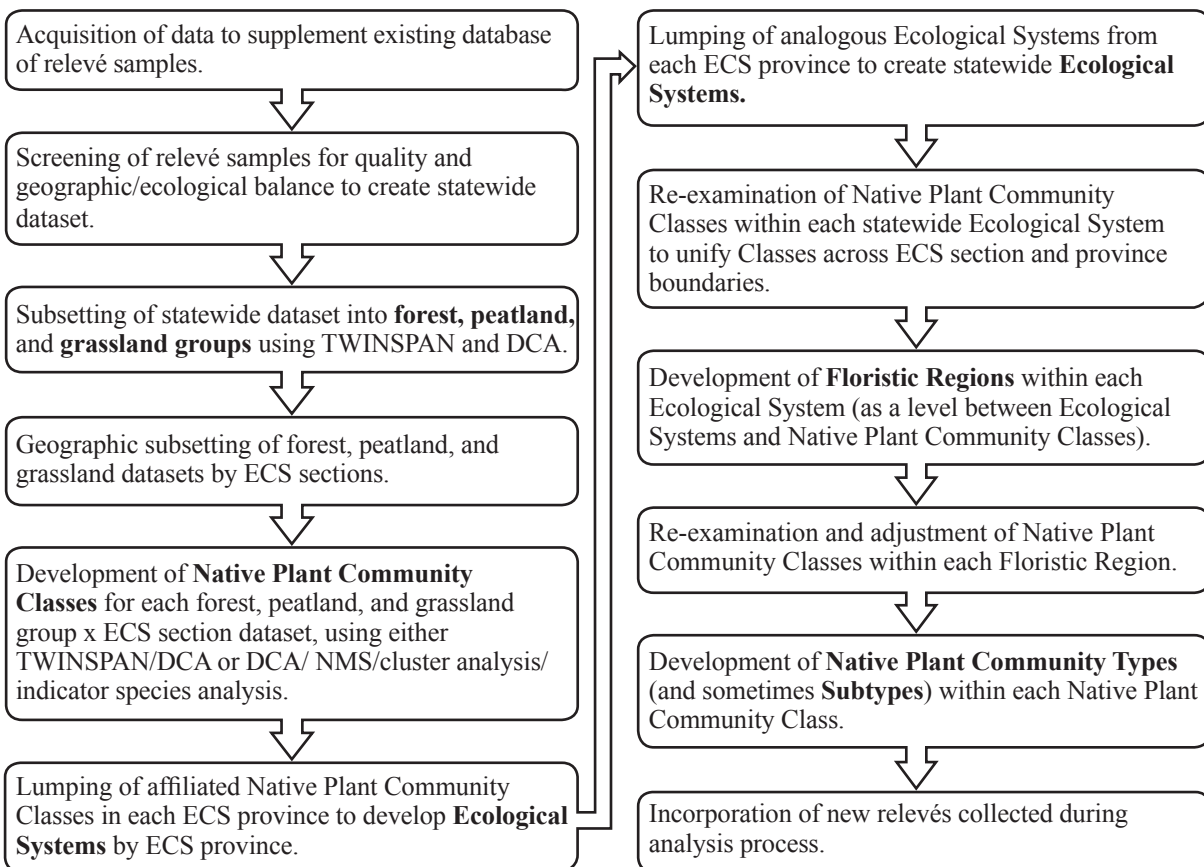 Acquisition of data to supplement existing database
of relevé samples.
Screening of relevé samples for quality and
geographic/ecological balance to create statewide
dataset.
Subsetting of statewide dataset into forest, peatland,
and grassland groups using TWINSPAN and DCA.
Geographic subsetting of forest, peatland, and
grassland datasets by ECS sections.
Development of Native Plant Community
Classes for each forest, peatland, and grassland
group x ECS section dataset, using either
TWINSPAN/DCA or DCA/ NMS/cluster analysis/
indicator species analysis.
Lumping of affiliated Native Plant Community
Classes in each ECS province to develop Ecological
Systems by ECS province.
Lumping of analogous Ecological Systems from
each ECS province to create statewide Ecological
Systems.
Re-examination of Native Plant Community
Classes within each statewide Ecological System
to unify Classes across ECS section and province
boundaries.
Development of Floristic Regions within each
Ecological System (as a level between Ecological
Systems and Native Plant Community Classes).
Re-examination and adjustment of Native Plant
Community Classes within each Floristic Region.
Development of Native Plant Community Types
(and sometimes Subtypes) within each Native Plant
Community Class.
Incorporation of new relevés collected during
analysis process.